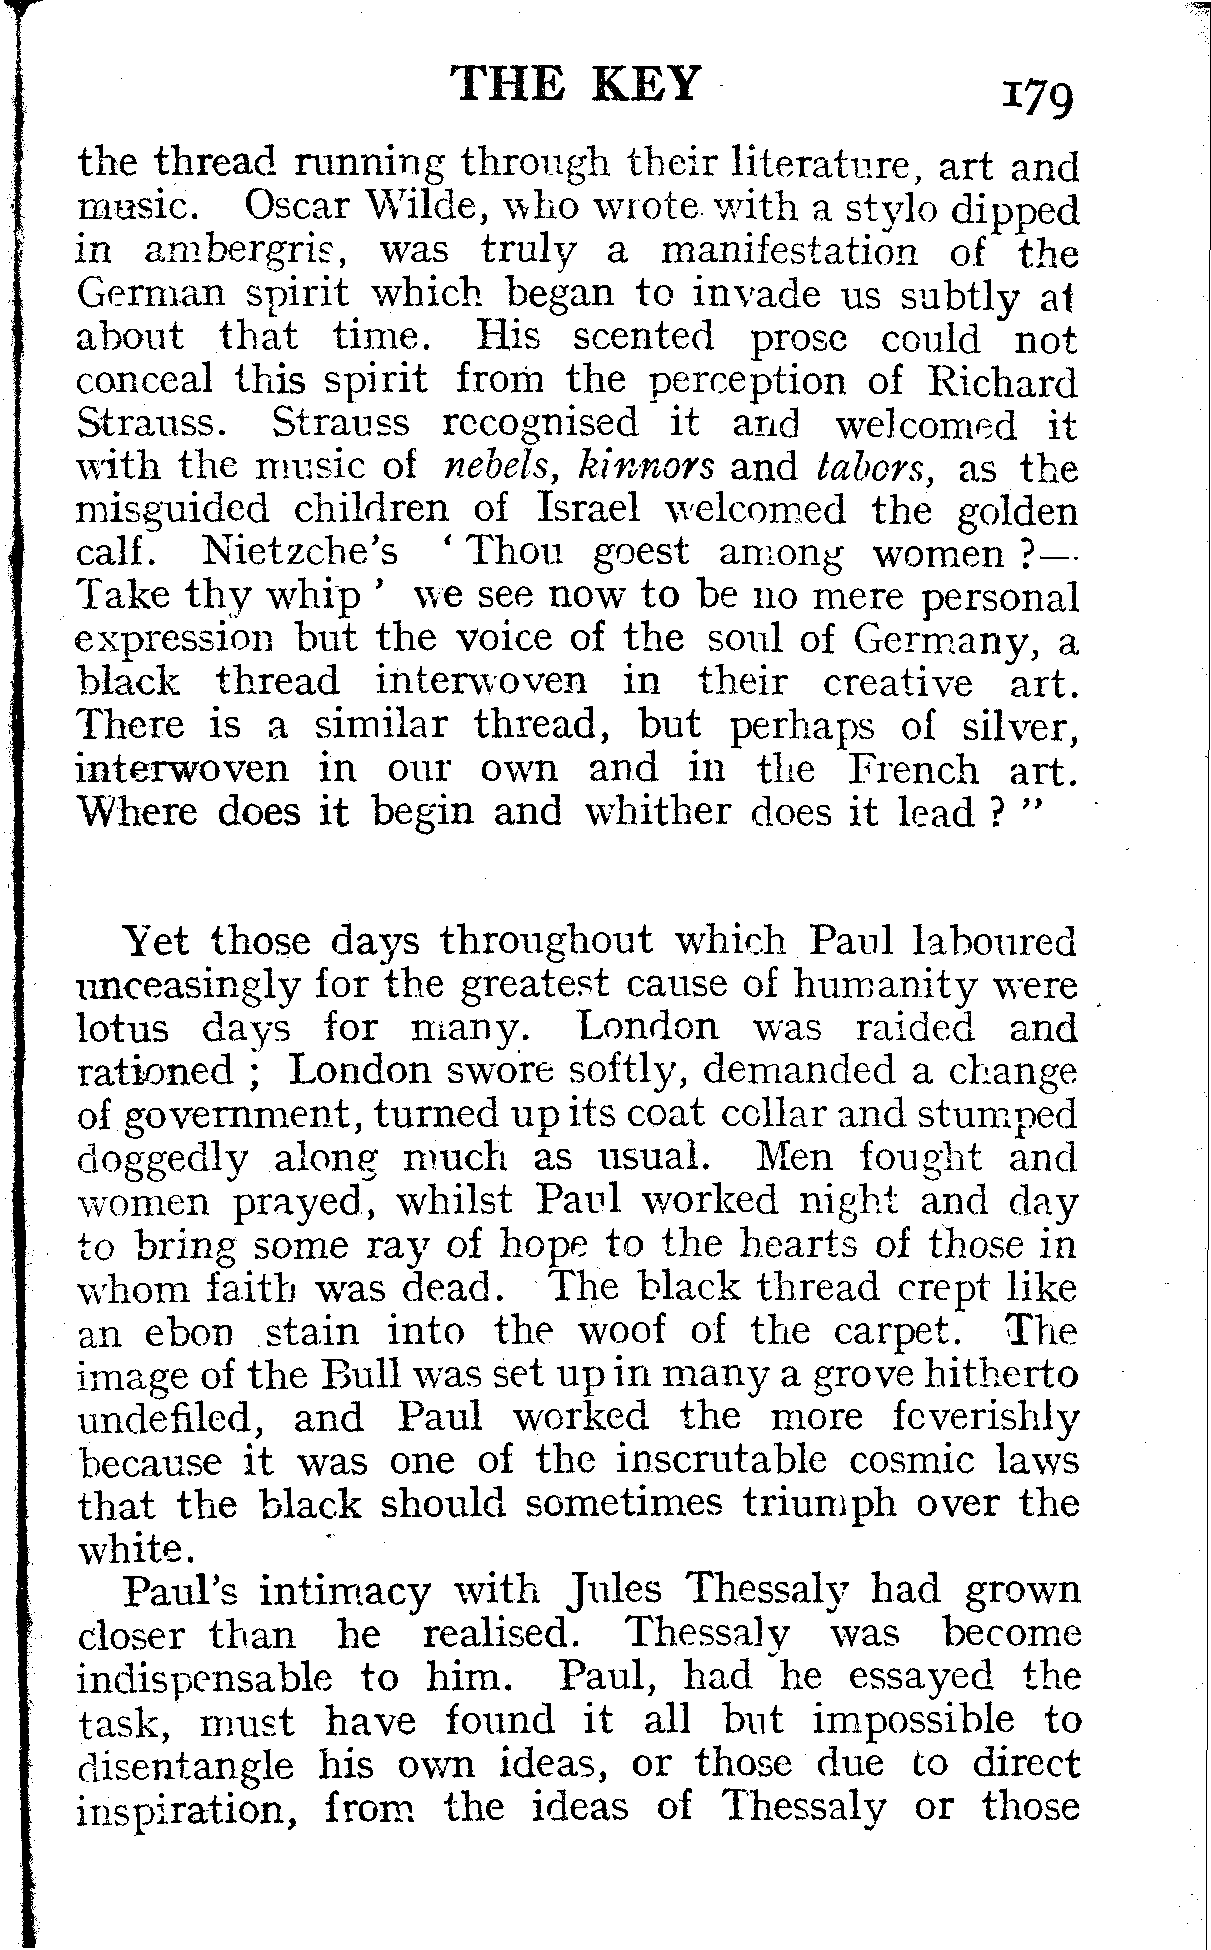 THE KEY 179
the thread running through their literature, art and
music. Oscar Wilde, who wrote with a stylo dipped
in ambergris, was truly a manifestation of the
German spirit which began to invade us subtly at
about that time. His scented prose could not
conceal this spirit from the perception of Richard
Strauss. Strauss recognised it and welcomed it
with the music of nebels, kinnors and tabors, as the
misguided children of Israel welcomed the golden
calf. Nietzche's ‘ Thou goest among women ?—
Take thy whip ’ we see now to be no mere personal
expression but the voice of the soul of Germany, a
black thread interwoven in their creative art.
There is a similar thread, but perhaps of silver,
interwoven in our own and in the French art.
Where does it begin and whither does it lead ? ”
Yet those days throughout which Paul laboured
unceasingly for the greatest cause of humanity were
lotus days for many. London was raided and
rationed ; London swore softly, demanded a change
of government, turned up its coat collar and stumped
doggedly along much as usual. Men fought and
women prayed, whilst Paul worked night and day
to bring some ray of hope to the hearts of those in
whom faith was dead. The black thread crept like
an ebon stain into the woof of the carpet. The
image of the Bull was set up in many a grove hitherto
undefiled, and Paul worked the more feverishly
because it was one of the inscrutable cosmic laws
that the black should sometimes triumph over the
white.
Paul's intimacy with Jules Thessaly had grown
closer than he realised. Thessaly was become
indispensable to him. Paul, had he essayed the
task, must have found it all but impossible to
disentangle his own ideas, or those due to direct
inspiration, from the ideas of Thessaly or those